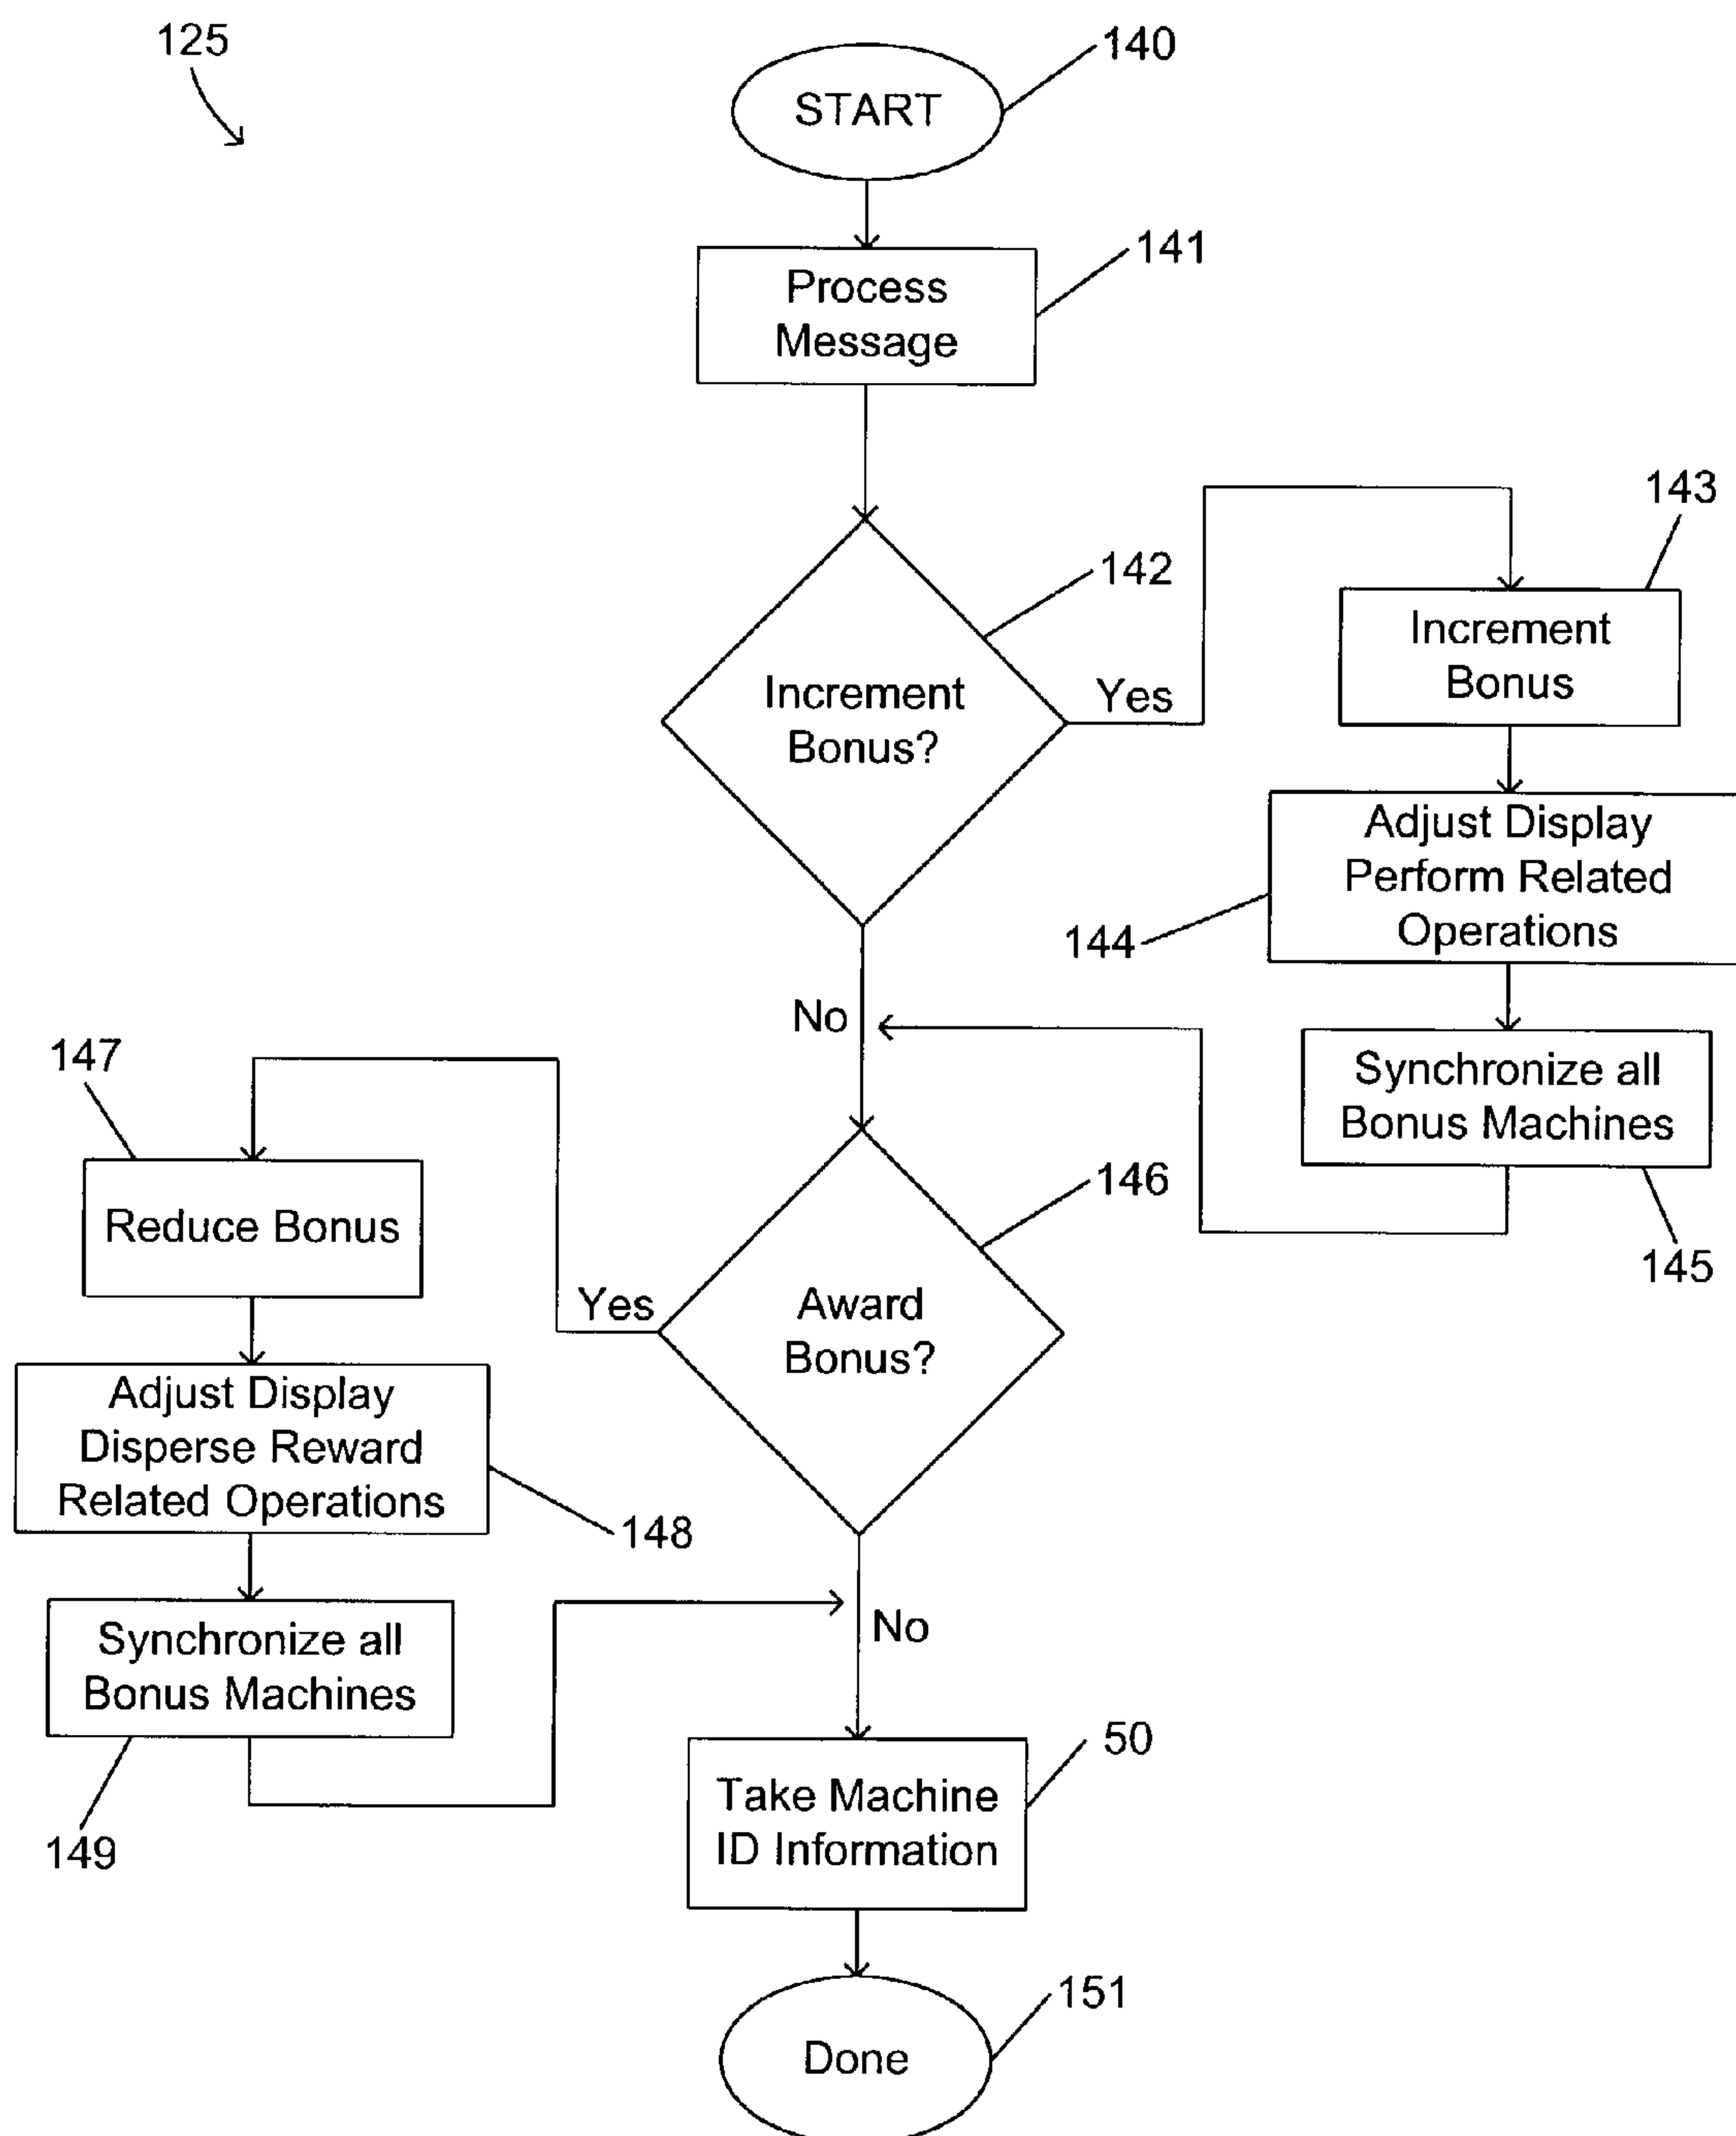 125
START
140
Process
Message
141
Increment
Bonus?
142
Yes
No
Increment
Bonus
143
Adjust Display
Perform Related
Operations
144
Synchronize all
Bonus Machines
145
Award
Bonus?
146
Yes
No
Reduce Bonus
147
Adjust Display
Disperse Reward
Related Operations
148
Synchronize all
Bonus Machines
149
Take Machine
ID Information
50
Done
151